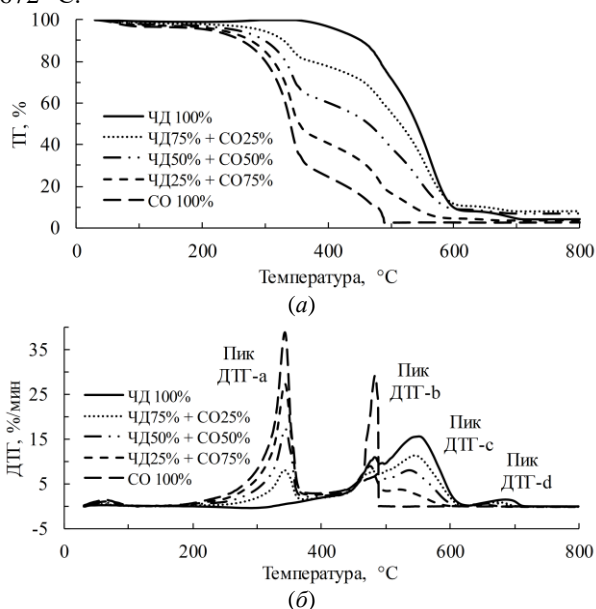 672 °C.
100
80
60
40
20
0
ТГ, %
ЧД 100%
ЧД75% + СО25%
ЧД50% + СО50%
ЧД25% + СО75%
СО 100%
0 200 400 600 800
Температура, °C
(а)
35
25
15
5
-5
ДТГ, %/мин
Пик
ДТГ-a
Пик
ДТГ-b
Пик
ДТГ-c
Пик
ДТГ-d
ЧД 100%
ЧД75% + СО25%
ЧД50% + СО50%
ЧД25% + СО75%
СО 100%
0 200 400 600 800
Температура, °C
(б)